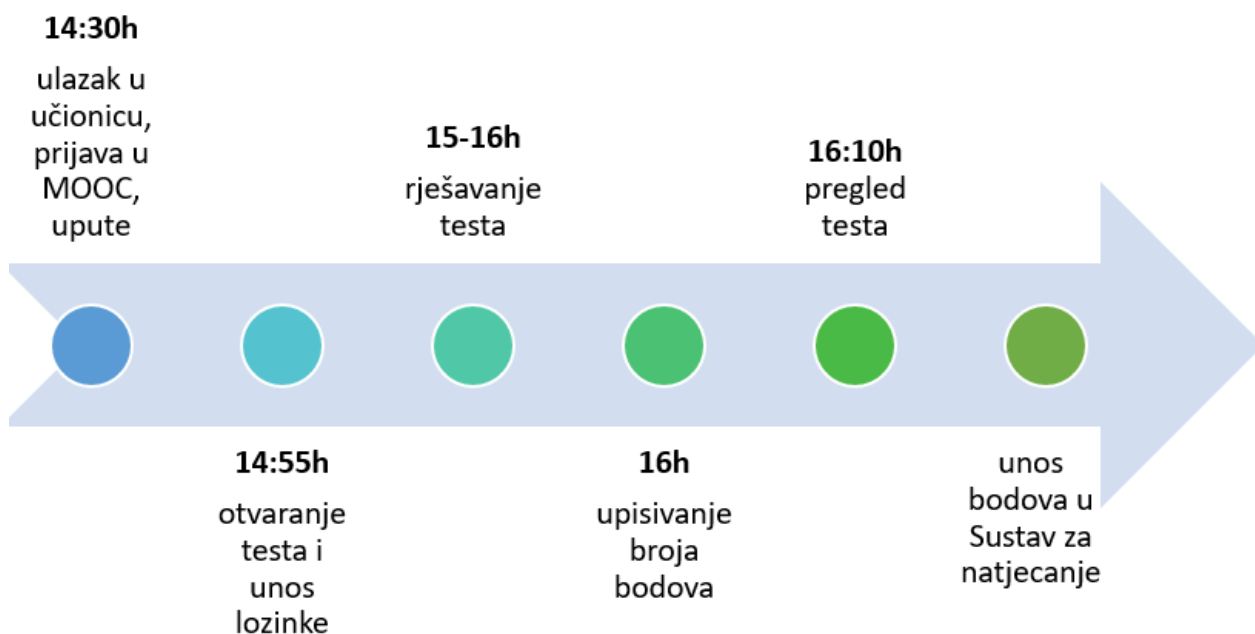 14:30h
ulazak u
učionicu,
prijava u
MOOC,
upute
14:55h
otvaranje
testa i
unos
lozinke
15-16h
rješavanje
testa
16h
upisivanje
broja
bodova
16:10h
pregled
testa
unos
bodova u
Sustav za
natjecanje